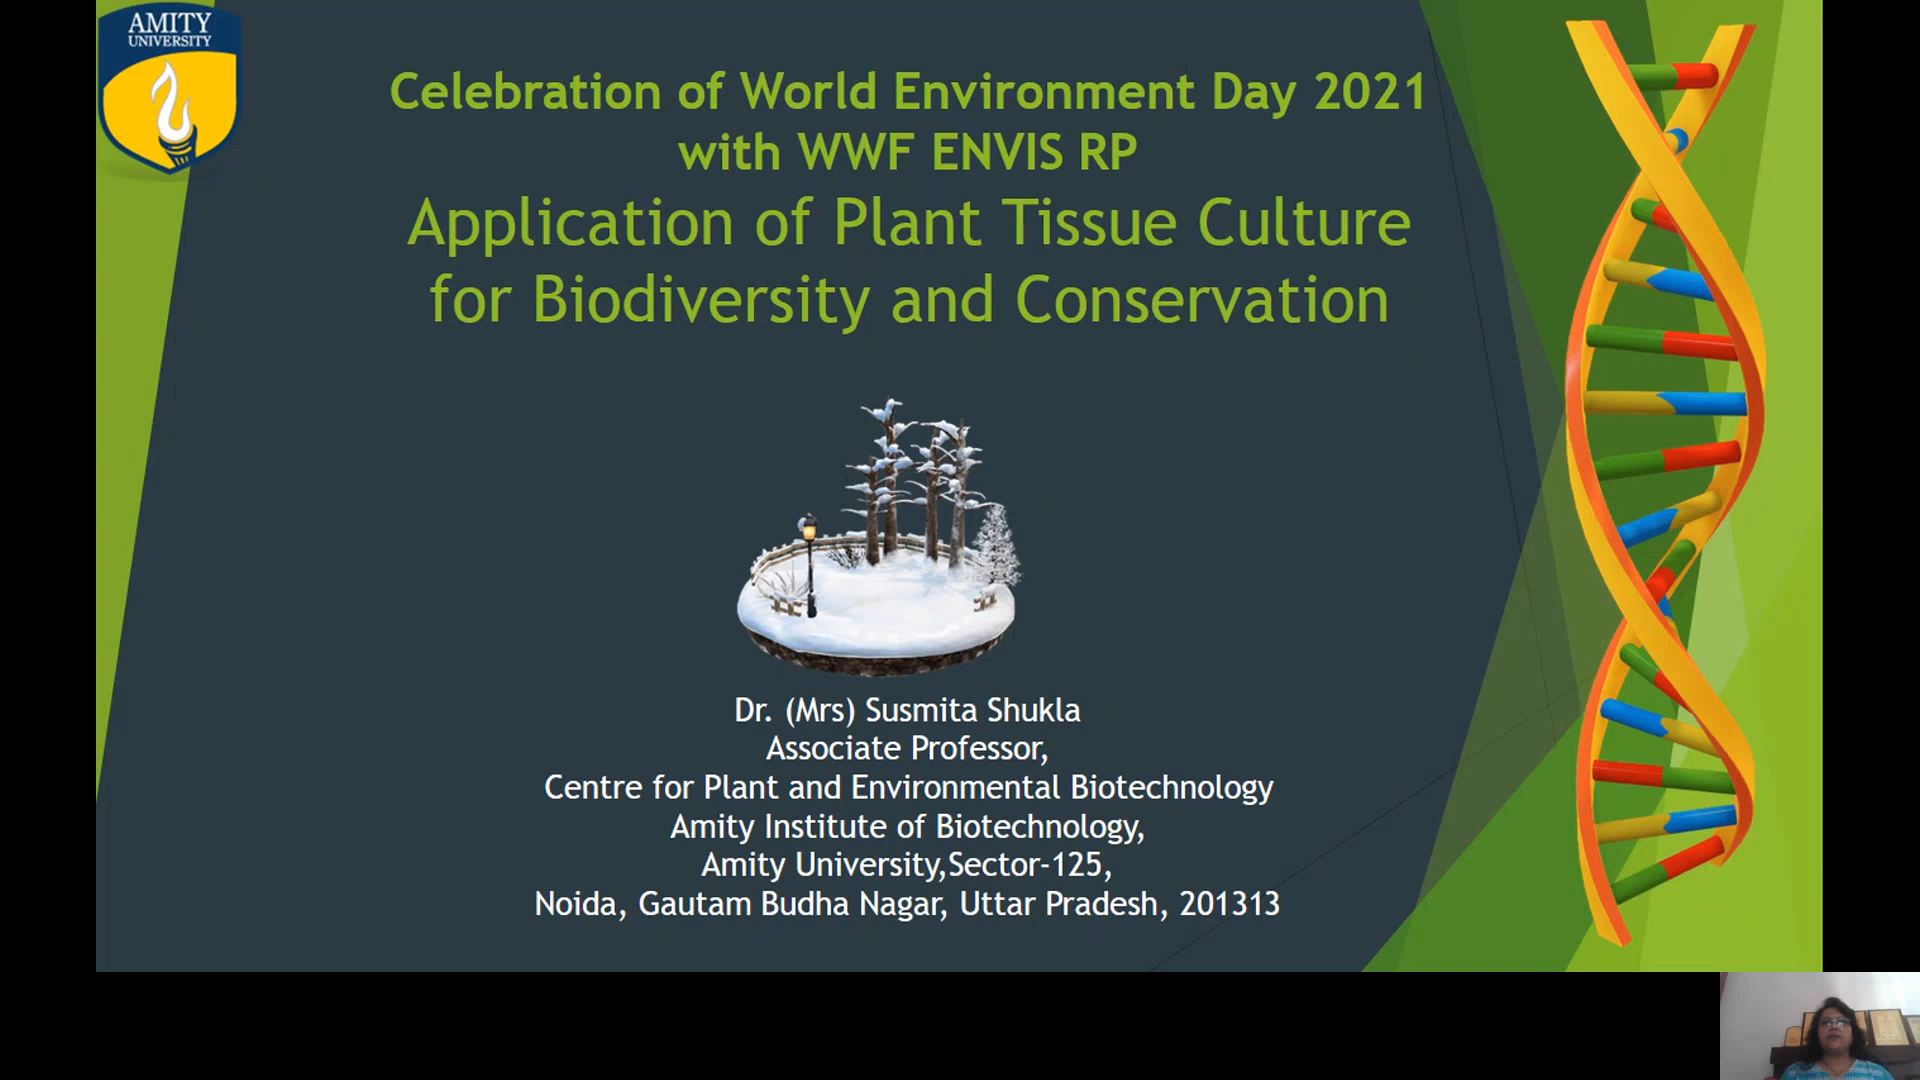 AMITY
UNIVERSITY
Celebration of World Environment Day 2021
with WWF ENVIS RP
Application of Plant Tissue Culture
for Biodiversity and Conservation
Dr. (Mrs) Susmita Shukla
Associate Professor,
Centre for Plant and Environmental Biotechnology
Amity Institute of Biotechnology,
Amity University,Sector-125,
Noida, Gautam Budha Nagar, Uttar Pradesh, 201313